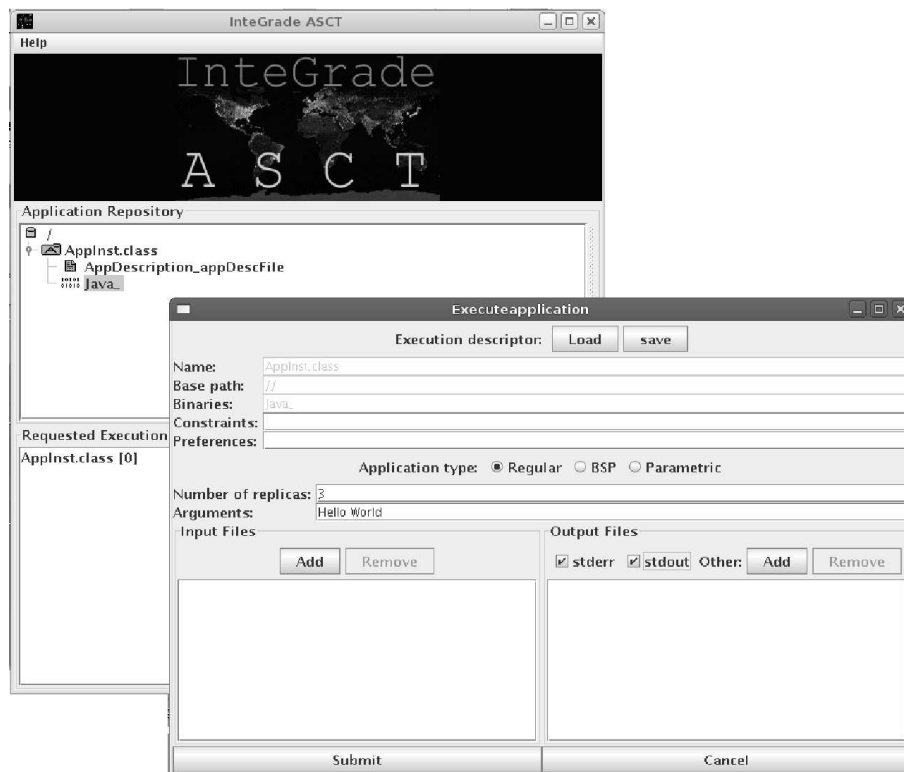 InteGrade ASCT
Help
InteGrade
ASCT
Application Repository
/
AppInst.class
AppDescription_appDescFile
Java_
Requested Execution
AppInst.class [0]
Executeapplication
Execution descriptor: Load save
Name: AppInst.class
Base path: //
Binaries: Java_
Constraints:
Preferences:
Application type: Regular BSP Parametric
Number of replicas: 3
Arguments: Hello World
Input Files
Add Remove
Output Files
stderr stdout Other: Add Remove
Submit Cancel